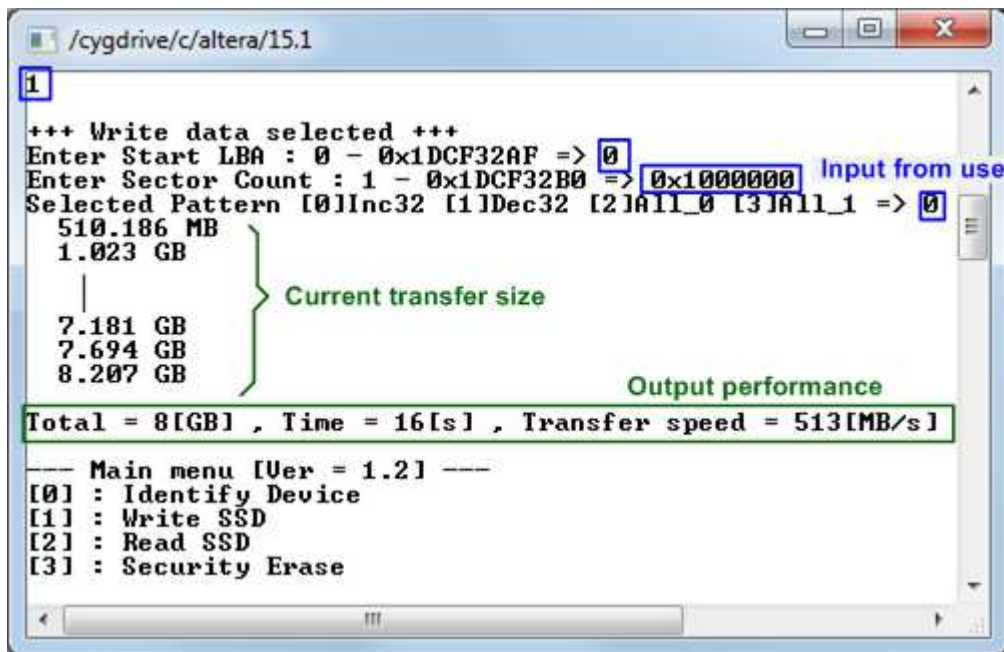 /cygdrive/c/altera/15.1
1
+++ Write data selected +++
Enter Start LBA : 0 - 0x1DCF32AF => 0
Enter Sector Count : 1 - 0x1DCF32B0 => 0x1000000 Input from use
Selected Pattern [0]Inc32 [1]Dec32 [2]All_0 [3]All_1 => 0
510.186 MB
1.023 GB
|
Current transfer size
7.181 GB
7.694 GB
8.207 GB
Output performance
Total = 8[GB] , Time = 16[s] , Transfer speed = 513[MB/s]
--- Main menu [Ver = 1.2] ---
[0] : Identify Device
[1] : Write SSD
[2] : Read SSD
[3] : Security Erase